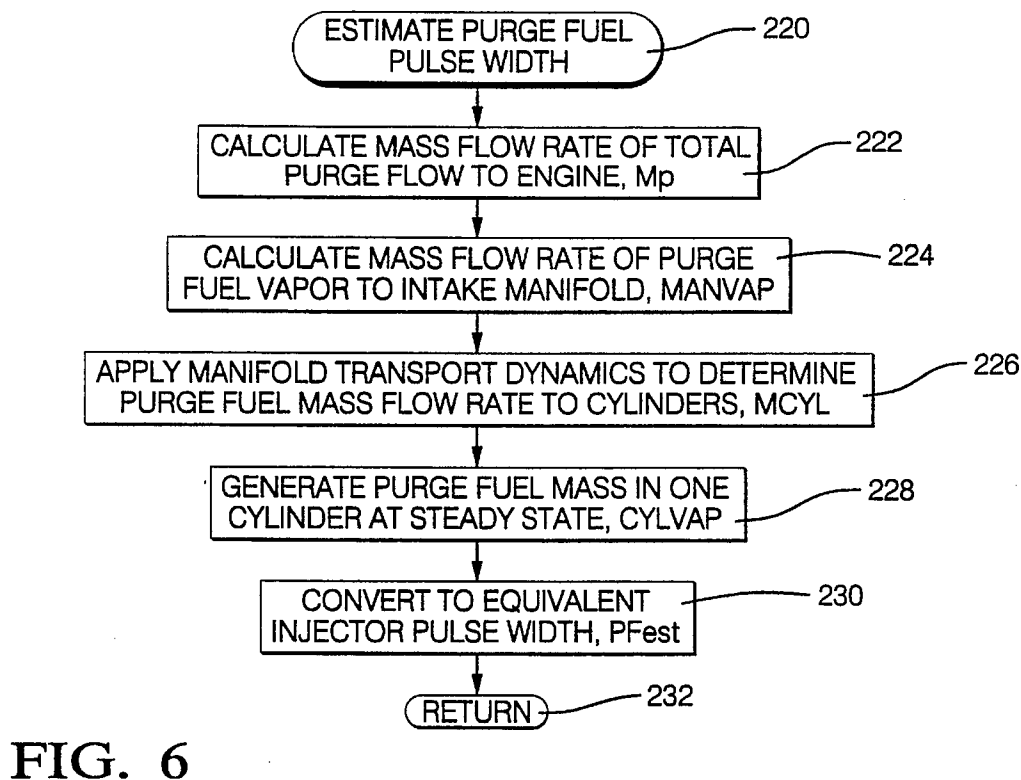 ESTIMATE PURGE FUEL
PULSE WIDTH
220
CALCULATE MASS FLOW RATE OF TOTAL
PURGE FLOW TO ENGINE, Mp
222
CALCULATE MASS FLOW RATE OF PURGE
FUEL VAPOR TO INTAKE MANIFOLD, MANVAP
224
APPLY MANIFOLD TRANSPORT DYNAMICS TO DETERMINE
PURGE FUEL MASS FLOW RATE TO CYLINDERS, MCYL
226
GENERATE PURGE FUEL MASS IN ONE
CYLINDER AT STEADY STATE, CYLVAP
228
CONVERT TO EQUIVALENT
INJECTOR PULSE WIDTH, PFest
230
RETURN
232
FIG. 6